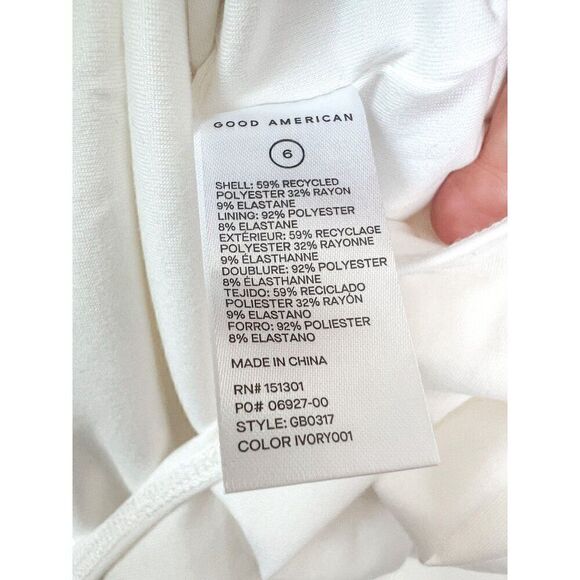 GOOD AMERICAN
6
SHELL: 59% RECYCLED
POLYESTER 32% RAYON
9% ELASTANE
LINING: 92% POLYESTER
8% ELASTANE
EXTÉRIEUR: 59% RECYCLAGE
POLYESTER 32% RAYONNE
9% ÉLASTHANNE
DOUBLURE: 92% POLYESTER
8% ÉLASTHANNE
TEJIDO: 59% RECICLADO
POLIESTER 32% RAYÓN
9% ELASTANO
FORRO: 92% POLIESTER
8% ELASTANO
MADE IN CHINA
RN# 151301
PO# 06927-00
STYLE: GB0317
COLOR IVORY001